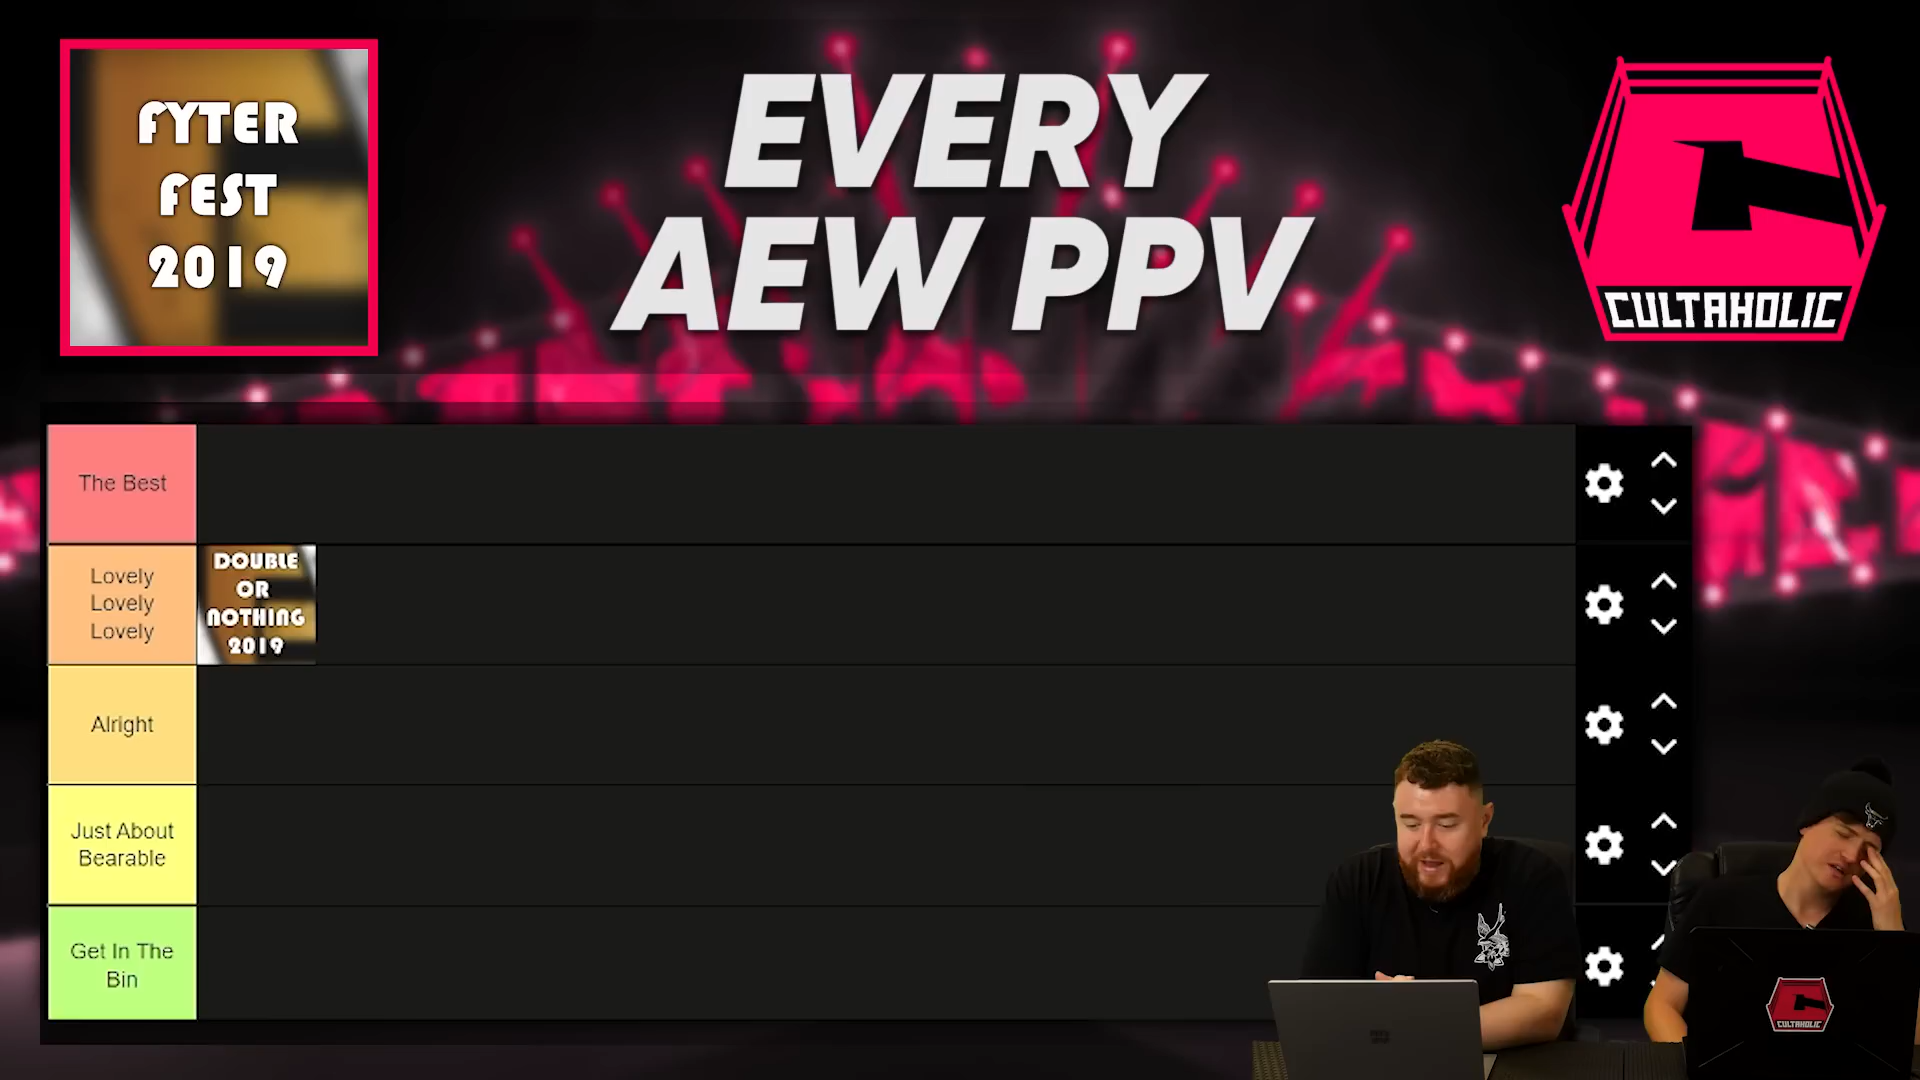 FYTER
FEST
2019
EVERY
AEW PPV
CULTAHOLIC
The Best
Lovely
Lovely
Lovely
DOUBLE
OR
NOTHING
2019
Alright
Just About
Bearable
Get In The
Bin
CULTAHOLIC